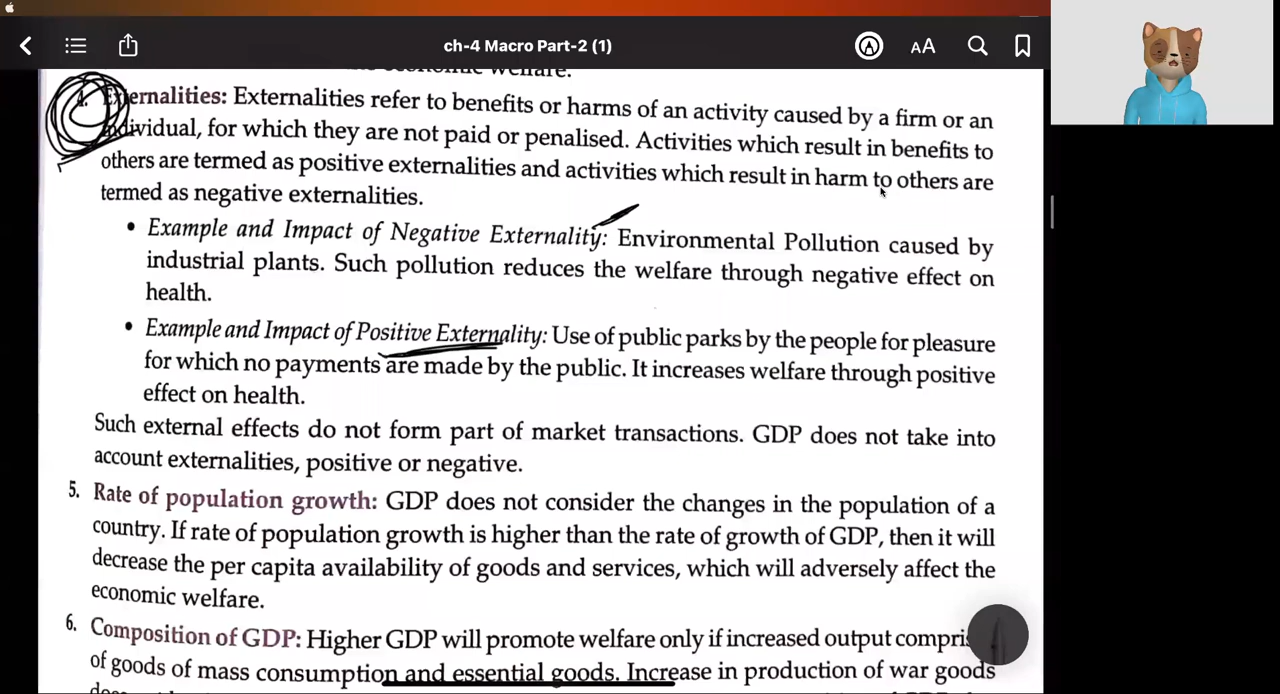 ch-4 Macro Part-2 (1)
AA
economic welfare.
4. Externalities: Externalities refer to benefits or harms of an activity caused by a firm or an
individual, for which they are not paid or penalised. Activities which result in benefits to
others are termed as positive externalities and activities which result in harm to others are
termed as negative externalities.
• Example and Impact of Negative Externality: Environmental Pollution caused by
industrial plants. Such pollution reduces the welfare through negative effect on
health.
• Example and Impact of Positive Externality: Use of public parks by the people for pleasure
for which no payments are made by the public. It increases welfare through positive
effect on health.
Such external effects do not form part of market transactions. GDP does not take into
account externalities, positive or negative.
5. Rate of population growth: GDP does not consider the changes in the population of a
country. If rate of population growth is higher than the rate of growth of GDP, then it will
decrease the per capita availability of goods and services, which will adversely affect the
economic welfare.
6. Composition of GDP: Higher GDP will promote welfare only if increased output
of goods of mass consumption and essential goods. Increase in production of war goods